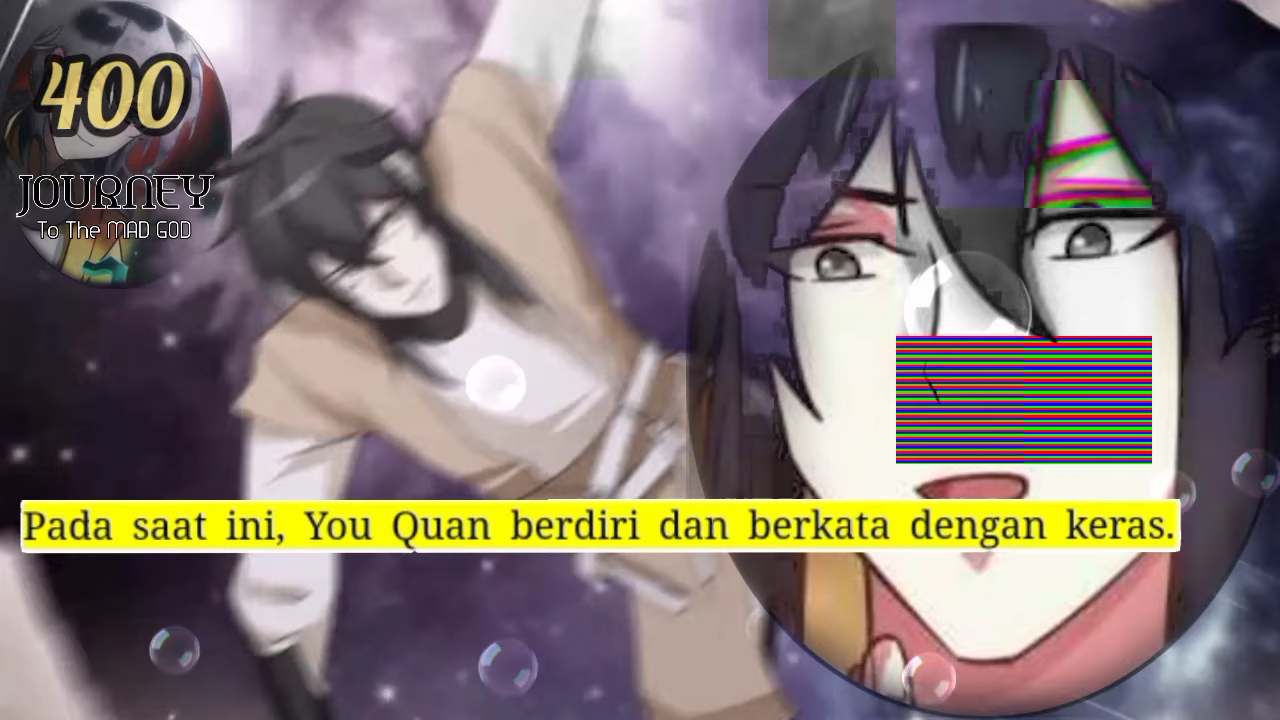 400
JOURNEY
To The MAD GOD
Pada saat ini, You Quan berdiri dan berkata dengan keras.